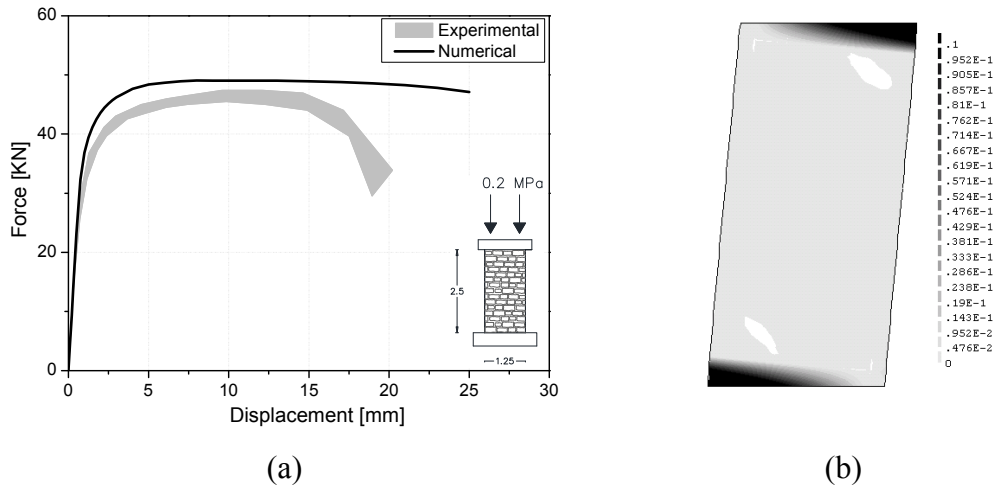 60
40
20
0
Force [KN]
0 5 10 15 20 25 30
Displacement [mm]
Experimental
Numerical
0.2 MPa
2.5
1.25
(a)
.1
.952E-1
.905E-1
.857E-1
.81E-1
.762E-1
.714E-1
.667E-1
.619E-1
.571E-1
.524E-1
.476E-1
.429E-1
.381E-1
.333E-1
.286E-1
.238E-1
.19E-1
.143E-1
.952E-2
.476E-2
0
(b)